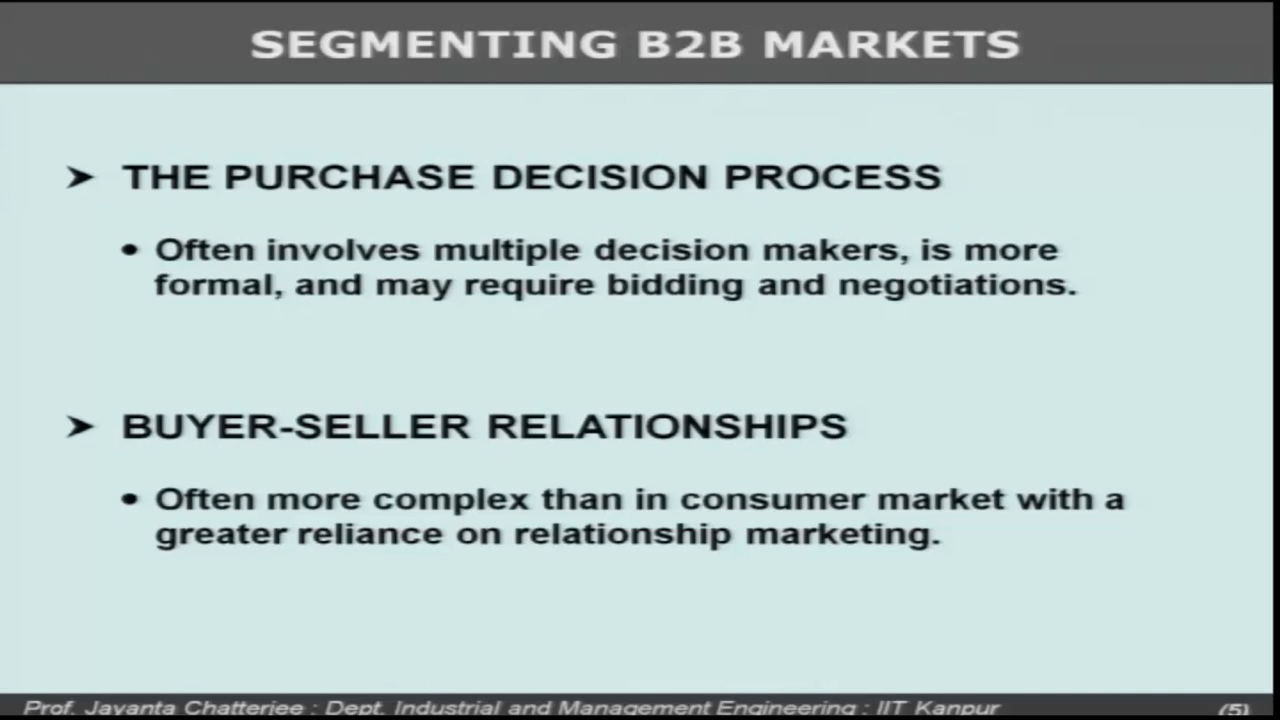 SEGMENTING B2B MARKETS
➤ THE PURCHASE DECISION PROCESS
• Often involves multiple decision makers, is more
formal, and may require bidding and negotiations.
➤ BUYER-SELLER RELATIONSHIPS
• Often more complex than in consumer market with a
greater reliance on relationship marketing.
Prof. Jayanta Chatterjee : Dept. Industrial and Management Engineering : IIT Kanpur (5)